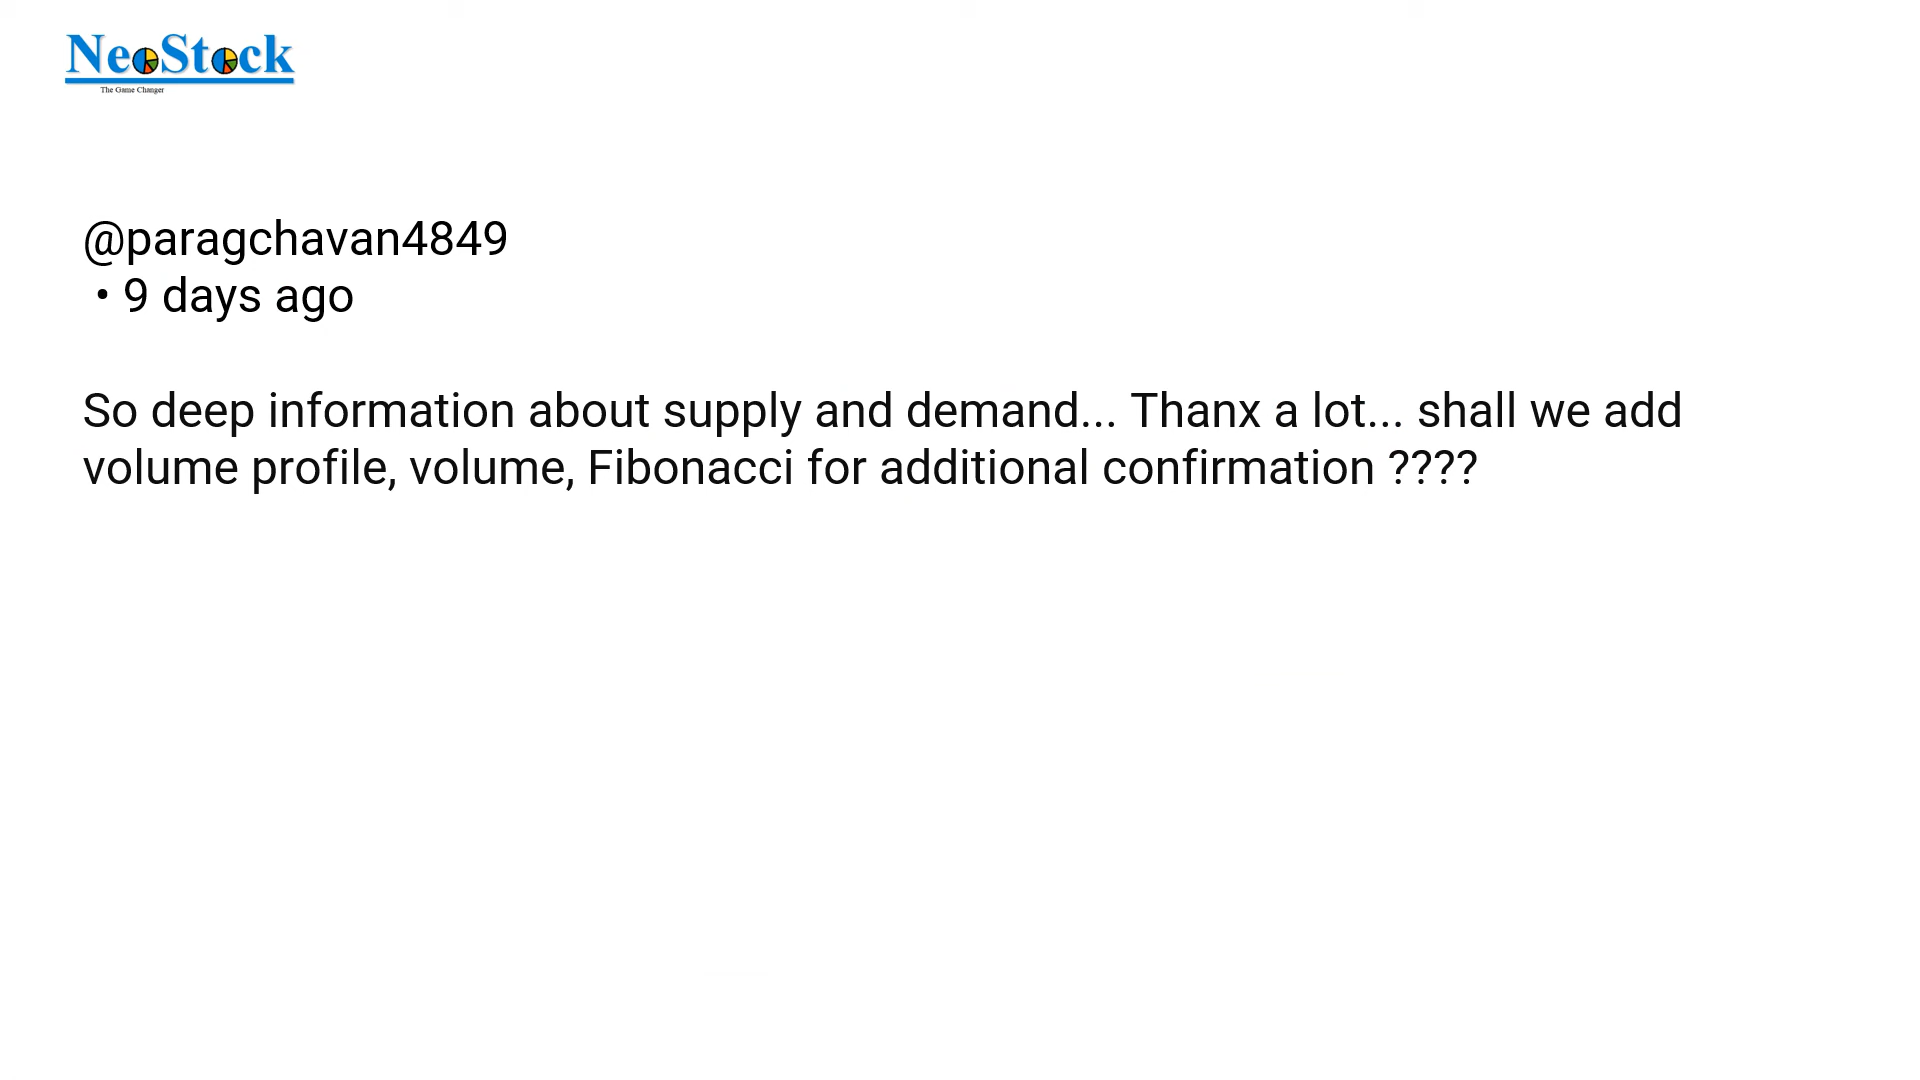 NeoStock
The Game Changer
@paragchavan4849
• 9 days ago
So deep information about supply and demand... Thanx a lot... shall we add
volume profile, volume, Fibonacci for additional confirmation ????